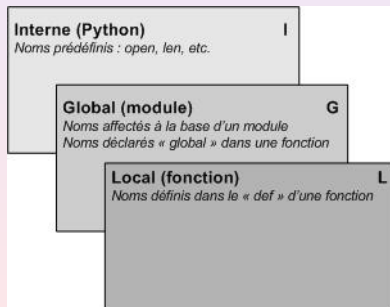 Interne (Python) I
Noms prédéfinis : open, len, etc.
Global (module) G
Noms affectés à la base d'un module
Noms déclarés « global » dans une fonction
Local (fonction) L
Noms définis dans le « def » d'une fonction